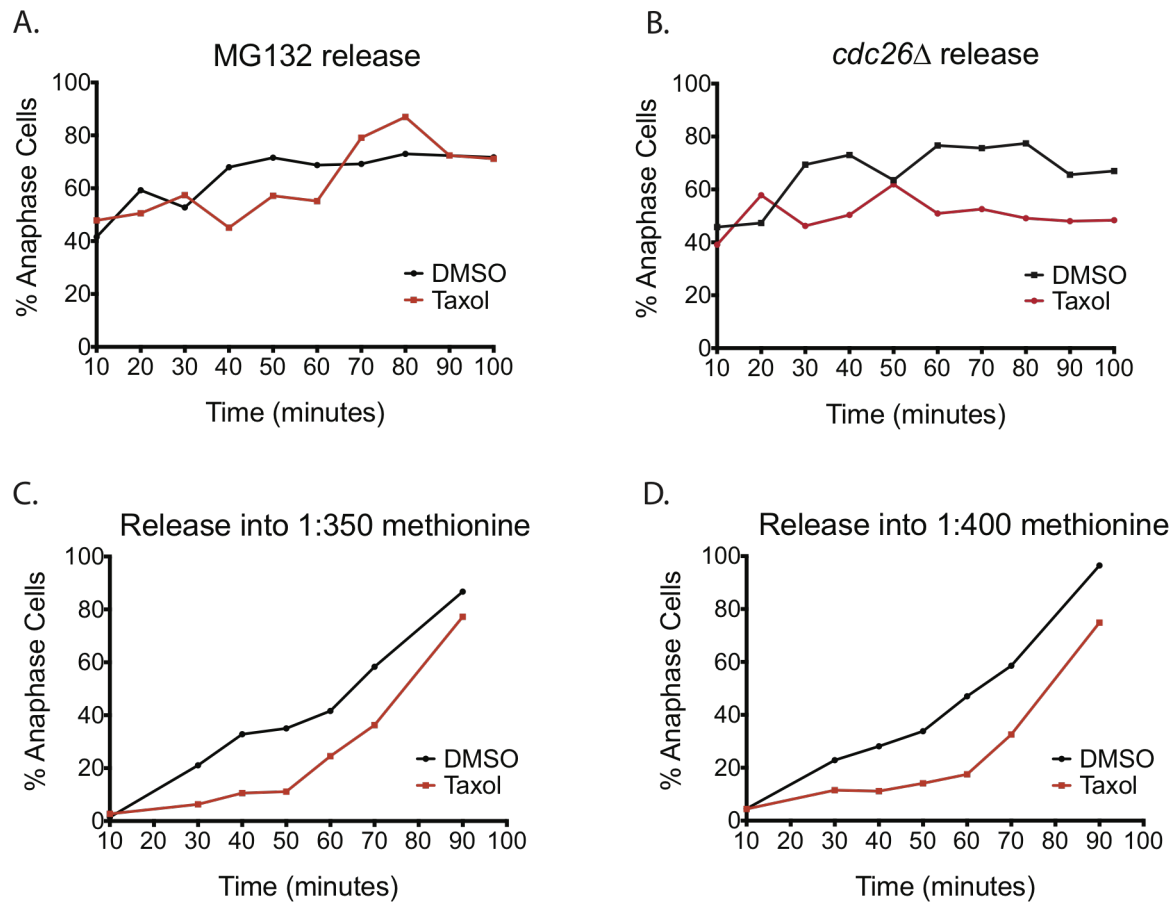 A.
MG132 release
% Anaphase Cells
100
80
60
40
20
0
10 20 30 40 50 60 70 80 90 100
Time (minutes)
DMSO
Taxol
B.
cdc26Δ release
% Anaphase Cells
100
80
60
40
20
0
10 20 30 40 50 60 70 80 90 100
Time (minutes)
DMSO
Taxol
C.
Release into 1:350 methionine
% Anaphase Cells
100
80
60
40
20
0
10 20 30 40 50 60 70 80 90 100
Time (minutes)
DMSO
Taxol
D.
Release into 1:400 methionine
% Anaphase Cells
100
80
60
40
20
0
10 20 30 40 50 60 70 80 90 100
Time (minutes)
DMSO
Taxol